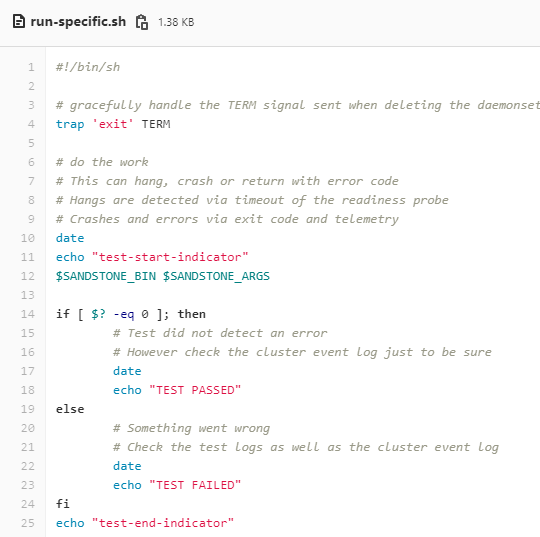 run-specific.sh 1.38 KB
1 #!/bin/sh
2
3 # gracefully handle the TERM signal sent when deleting the daemonset
4 trap 'exit' TERM
5
6 # do the work
7 # This can hang, crash or return with error code
8 # Hangs are detected via timeout of the readiness probe
9 # Crashes and errors via exit code and telemetry
10 date
11 echo "test-start-indicator"
12 $SANDSTONE_BIN $SANDSTONE_ARGS
13
14 if [ $? -eq 0 ]; then
15 # Test did not detect an error
16 # However check the cluster event log just to be sure
17 date
18 echo "TEST PASSED"
19 else
20 # Something went wrong
21 # Check the test logs as well as the cluster event log
22 date
23 echo "TEST FAILED"
24 fi
25 echo "test-end-indicator"